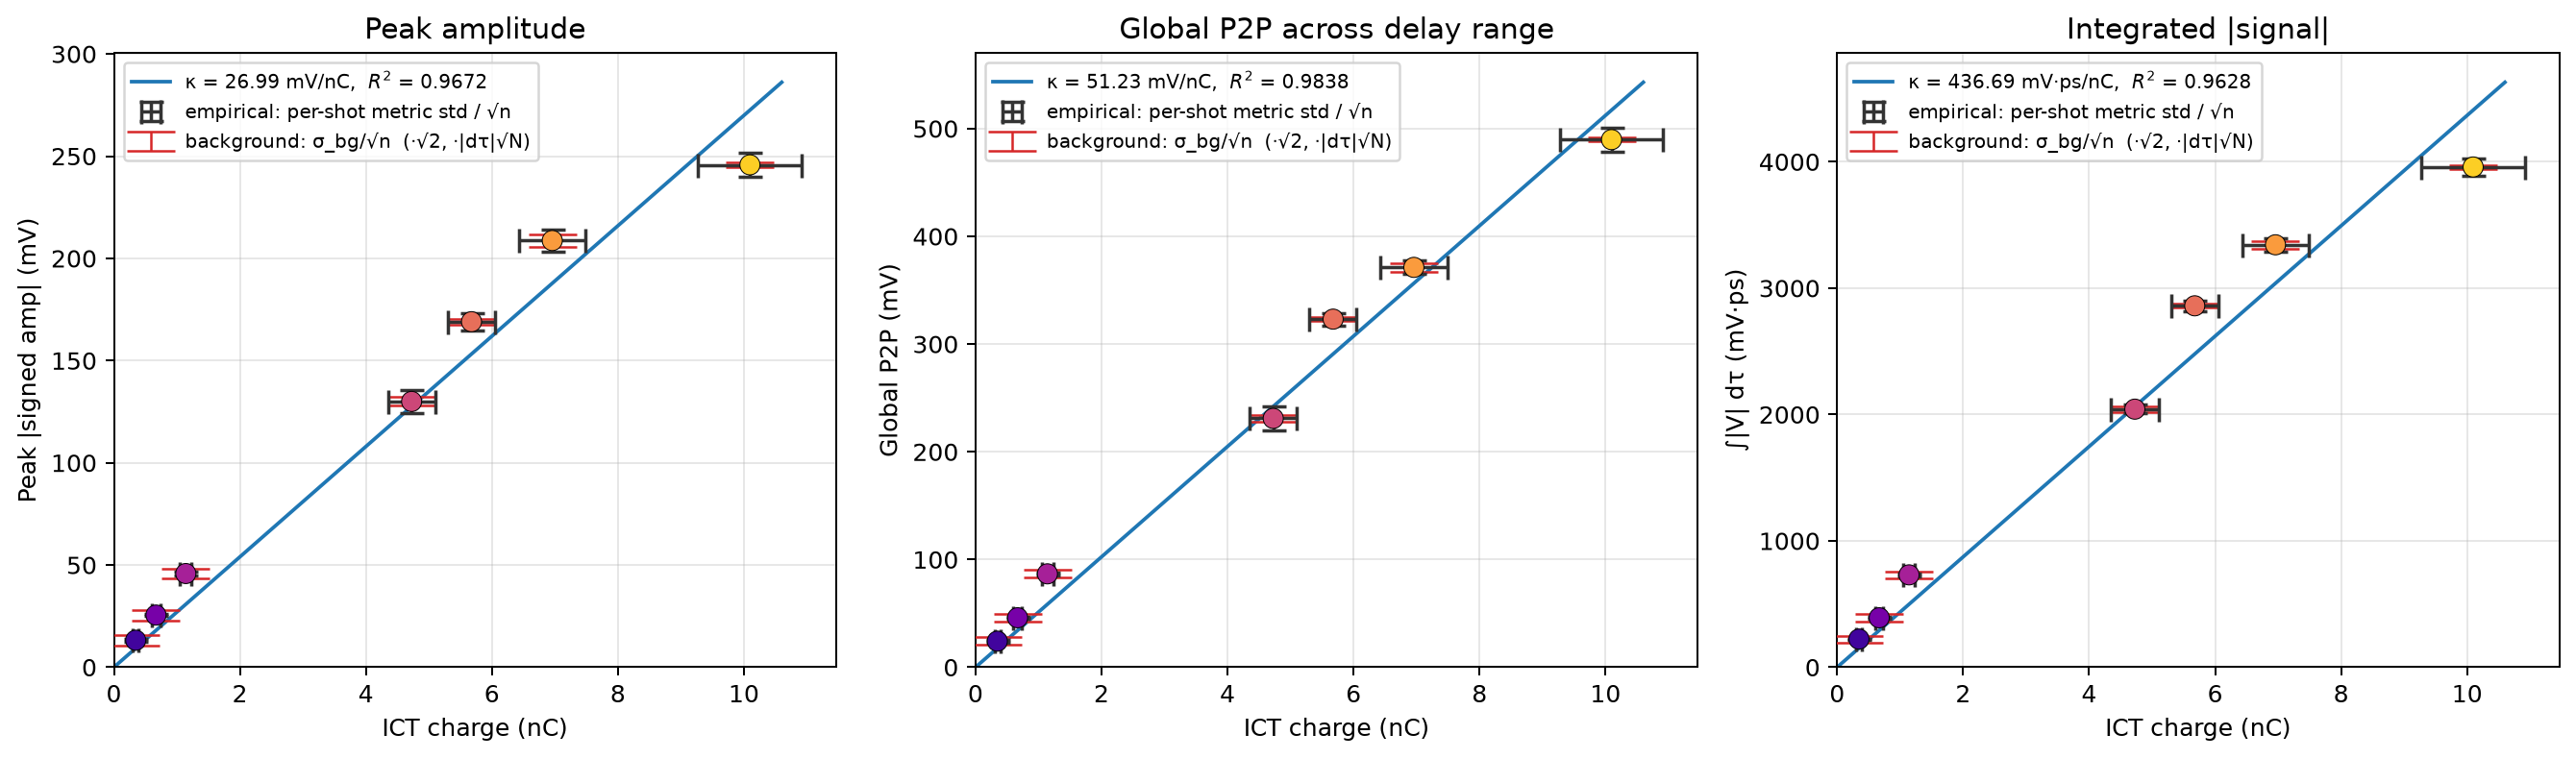 Peak amplitude
κ = 26.99 mV/nC, R² = 0.9672
empirical: per-shot metric std / √n
background: σ_bg/√n (·√2, ·|dτ|√N)
Peak |signed amp| (mV)
300
250
200
150
100
50
0
0 2 4 6 8 10
ICT charge (nC)
Global P2P across delay range
κ = 51.23 mV/nC, R² = 0.9838
empirical: per-shot metric std / √n
background: σ_bg/√n (·√2, ·|dτ|√N)
Global P2P (mV)
500
400
300
200
100
0
0 2 4 6 8 10
ICT charge (nC)
Integrated |signal|
κ = 436.69 mV·ps/nC, R² = 0.9628
empirical: per-shot metric std / √n
background: σ_bg/√n (·√2, ·|dτ|√N)
∫|V| dτ (mV·ps)
4000
3000
2000
1000
0
0 2 4 6 8 10
ICT charge (nC)